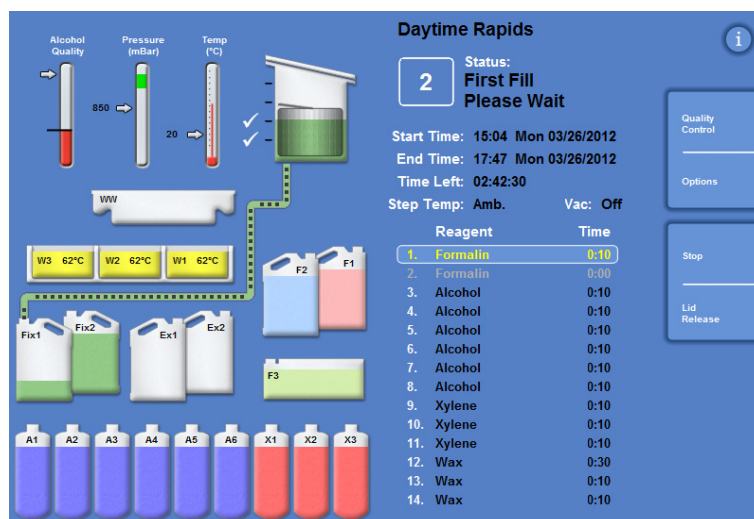 Alcohol Quality
Pressure (mBar)
Temp (°C)
850
20
WW
W3 62°C
W2 62°C
W1 62°C
F2
F1
Fix1
Fix2
Ex1
Ex2
F3
A1
A2
A3
A4
A5
A6
X1
X2
X3
Daytime Rapids
2
Status:
First Fill
Please Wait
Start Time: 15:04 Mon 03/26/2012
End Time: 17:47 Mon 03/26/2012
Time Left: 02:42:30
Step Temp: Amb. Vac: Off
Reagent Time
1. Formalin 0:10
2. Formalin 0:00
3. Alcohol 0:10
4. Alcohol 0:10
5. Alcohol 0:10
6. Alcohol 0:10
7. Alcohol 0:10
8. Alcohol 0:10
9. Xylene 0:10
10. Xylene 0:10
11. Xylene 0:10
12. Wax 0:30
13. Wax 0:10
14. Wax 0:10
i
Quality
Control
Options
Stop
Lid
Release